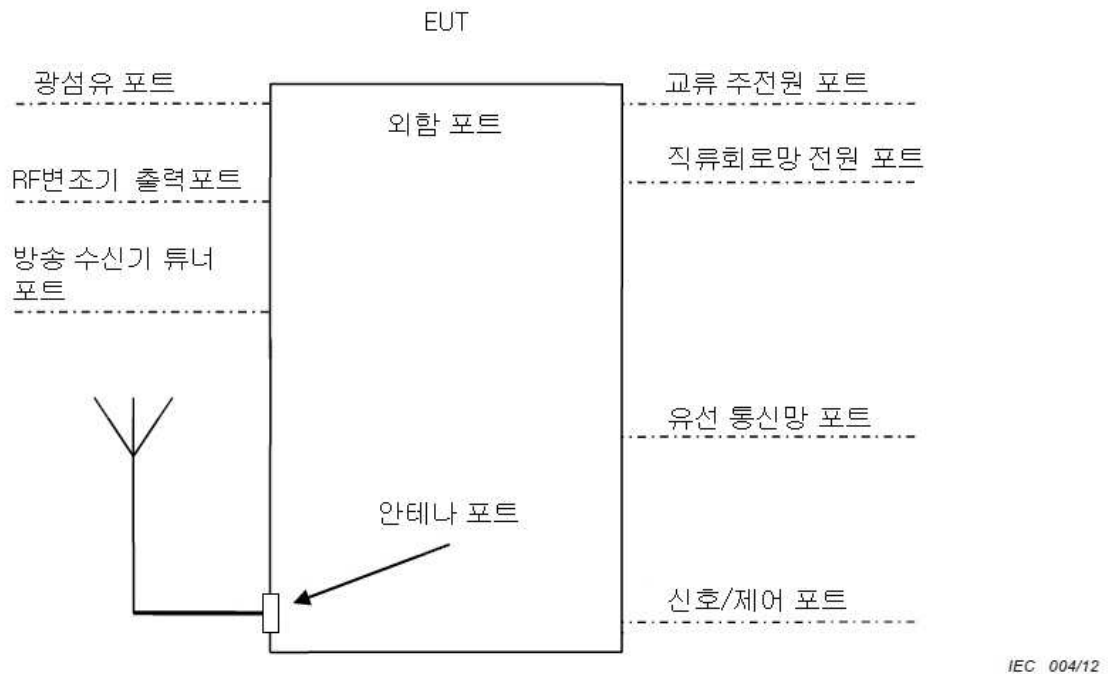 EUT
광섬유 포트
외함 포트
교류 주전원 포트
직류회로망 전원 포트
RF변조기 출력포트
방송 수신기 튜너
포트
유선 통신망 포트
안테나 포트
신호/제어 포트
IEC 004/12